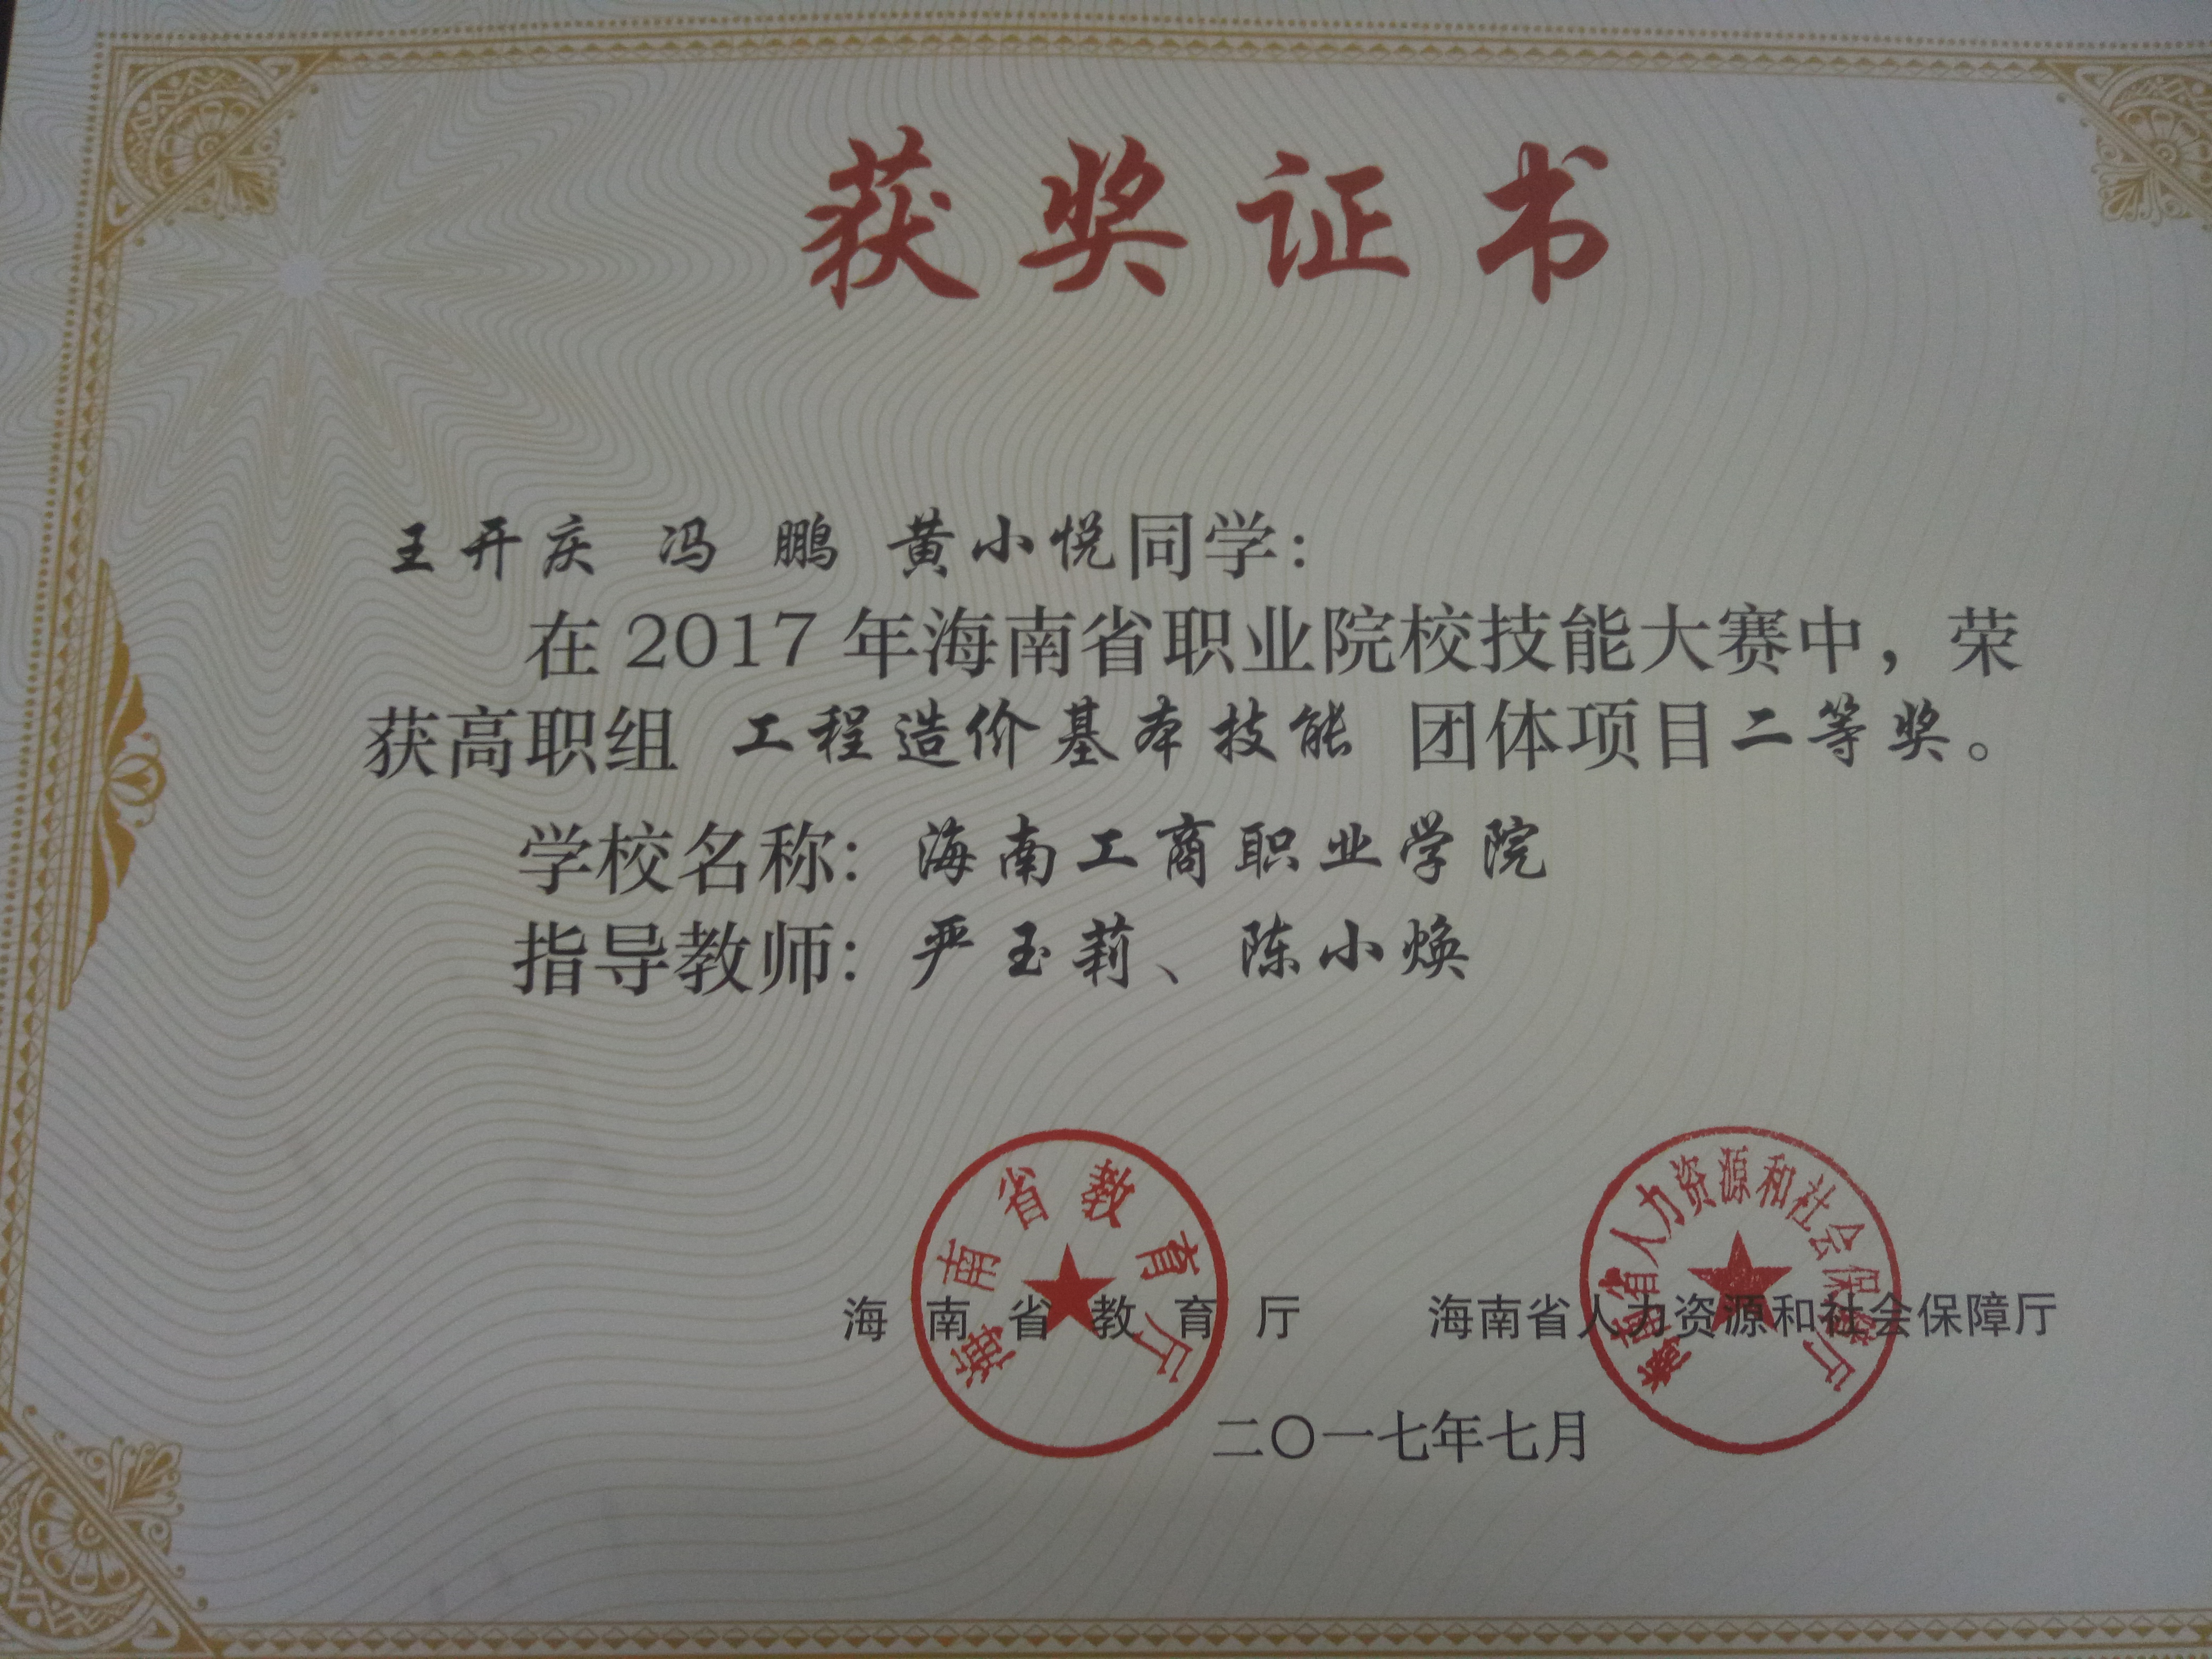 获奖证书
王开庆 冯 鹏 黄小悦同学：
在2017年海南省职业院校技能大赛中，荣
获高职组 工程造价基本技能 团体项目二等奖。
学校名称：海南工商职业学院
指导教师：严玉莉、陈小焕
海南省教育厅
海南省人力资源和社会保障厅
海南省教育厅 海南省人力资源和社会保障厅
二〇一七年七月